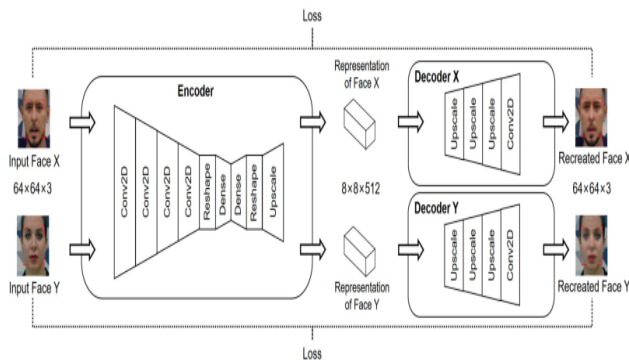 Loss
Encoder
Conv2D
Conv2D
Conv2D
Conv2D
Reshape
Dense
Dense
Reshape
Upscale
Input Face X
64×64×3
Input Face Y
Representation
of Face X
8×8×512
Representation
of Face Y
Decoder X
Upscale
Upscale
Upscale
Conv2D
Decoder Y
Upscale
Upscale
Upscale
Conv2D
Recreated Face X
64×64×3
Recreated Face Y
Loss